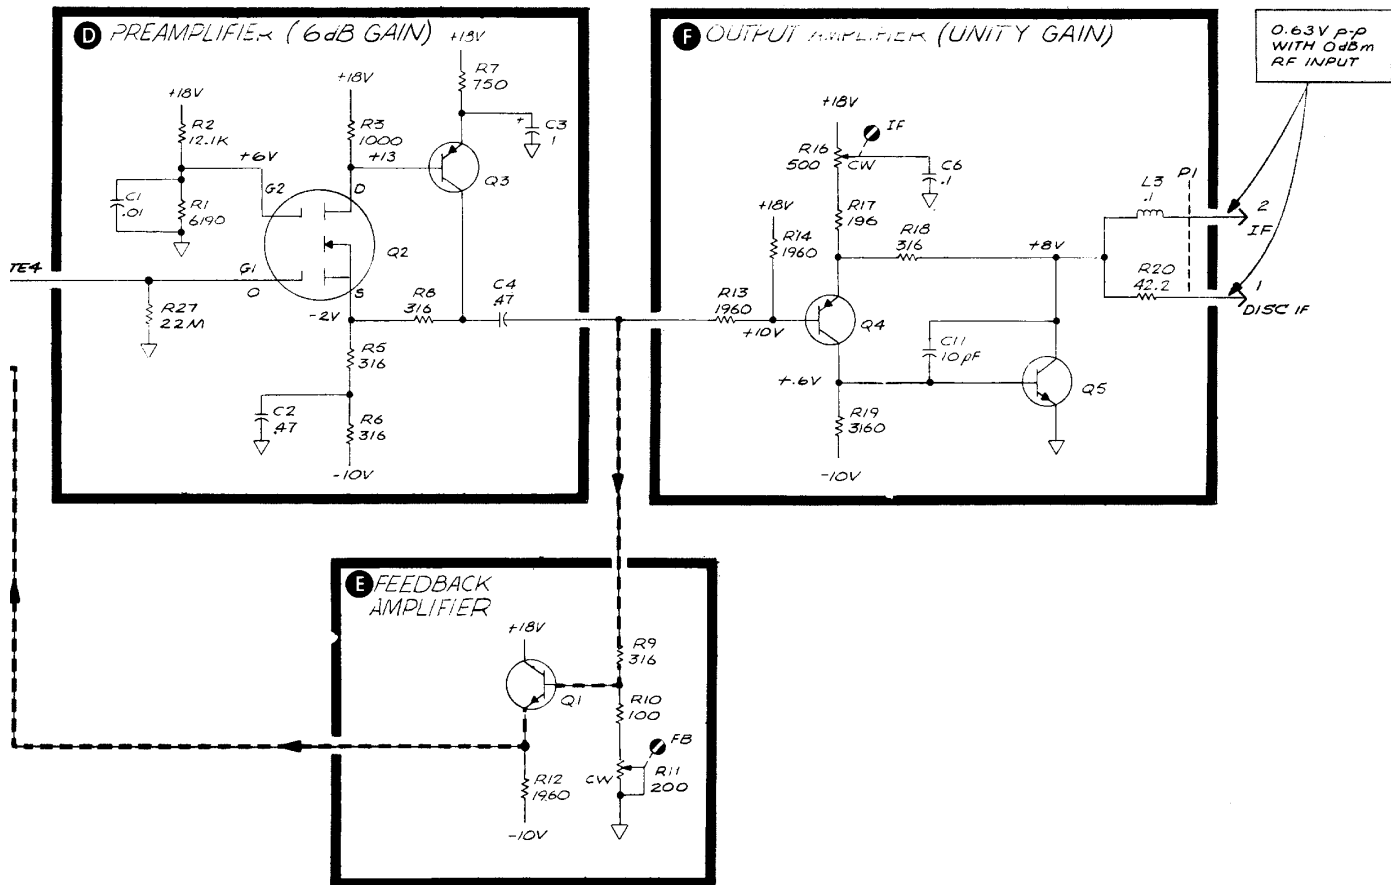 D PREAMPLIFIER (6dB GAIN)
+18V
R7
750
+18V
+18V
R2
12.1K
R3
1000
+ C3
1
+6V
+13
Q3
C1
.01
G2
D
R1
6190
Q2
TE4
G1
0
S
R27
22M
-2V
R8
316
C4
.47
R5
316
C2
.47
R6
316
-10V
F OUTPUT AMPLIFIER (UNITY GAIN)
0.63V p-p
WITH 0dBm
RF INPUT
+18V
IF
R16
500
CW
C6
.1
P1
L3
.1
+18V
R17
196
2
IF
R14
1960
R18
316
+8V
R20
42.2
1
DISC IF
R13
1960
+10V
Q4
C11
10pF
+.6V
Q5
R19
3160
-10V
E FEEDBACK
AMPLIFIER
+18V
R9
316
Q1
R10
100
FB
R12
1960
CW
R11
200
-10V